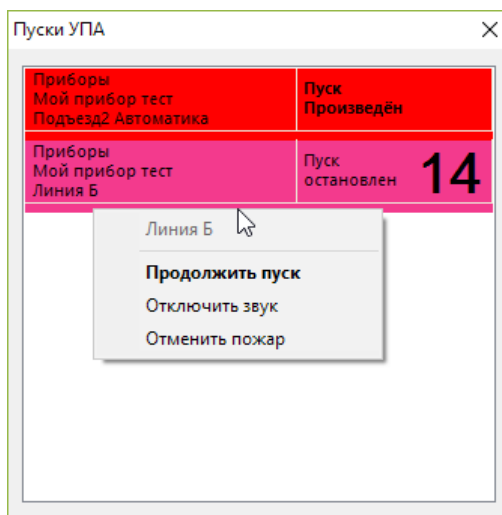 Пуски УПА
Приборы
Мой прибор тест
Подъезд2 Автоматика
Пуск
Произведён
Приборы
Мой прибор тест
Линия Б
Пуск
остановлен
14
Линия Б
Продолжить пуск
Отключить звук
Отменить пожар